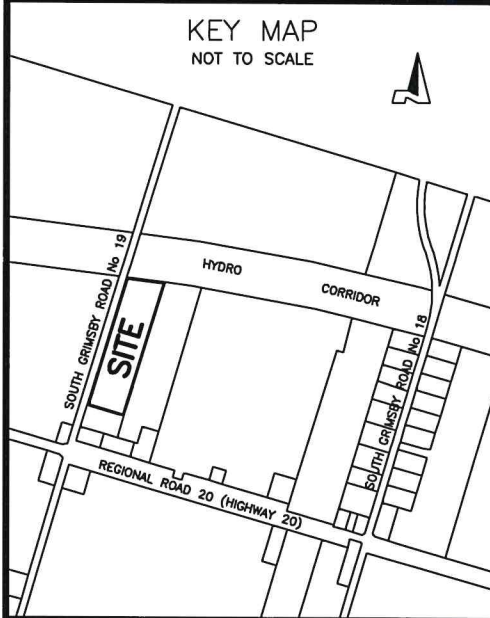 KEY MAP
NOT TO SCALE
SOUTH GRIMSBY ROAD No 19
HYDRO
CORRIDOR
SITE
SOUTH GRIMSBY ROAD No 18
REGIONAL ROAD 20 (HIGHWAY 20)